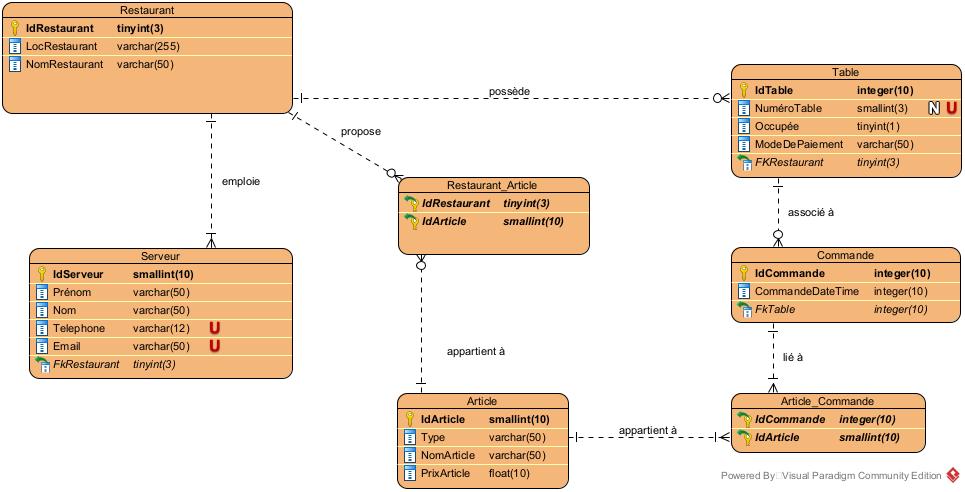 Restaurant
IdRestaurant tinyint(3)
LocRestaurant varchar(255)
NomRestaurant varchar(50)
possède
propose
emploie
Table
IdTable integer(10)
NuméroTable smallint(3) N U
Occupée tinyint(1)
ModeDePaiement varchar(50)
FKRestaurant tinyint(3)
Restaurant_Article
IdRestaurant tinyint(3)
IdArticle smallint(10)
associé à
Serveur
IdServeur smallint(10)
Prénom varchar(50)
Nom varchar(50)
Telephone varchar(12) U
Email varchar(50) U
FkRestaurant tinyint(3)
Commande
IdCommande integer(10)
CommandeDateTime integer(10)
FkTable integer(10)
appartient à
lié à
Article
IdArticle smallint(10)
Type varchar(50)
NomArticle varchar(50)
PrixArticle float(10)
appartient à
Article_Commande
IdCommande integer(10)
IdArticle smallint(10)
Powered By Visual Paradigm Community Edition